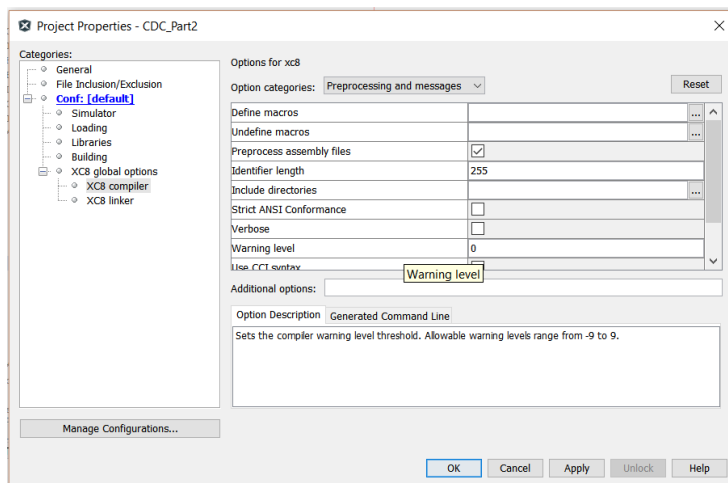 Project Properties - CDC_Part2
Categories:
General
File Inclusion/Exclusion
Conf: [default]
Simulator
Loading
Libraries
Building
XC8 global options
XC8 compiler
XC8 linker
Manage Configurations...
Options for xc8
Option categories: Preprocessing and messages Reset
Define macros ...
Undefine macros ...
Preprocess assembly files
Identifier length 255
Include directories ...
Strict ANSI Conformance
Verbose
Warning level 0
Use CCI syntax
Warning level
Additional options:
Option Description Generated Command Line
Sets the compiler warning level threshold. Allowable warning levels range from -9 to 9.
OK Cancel Apply Unlock Help